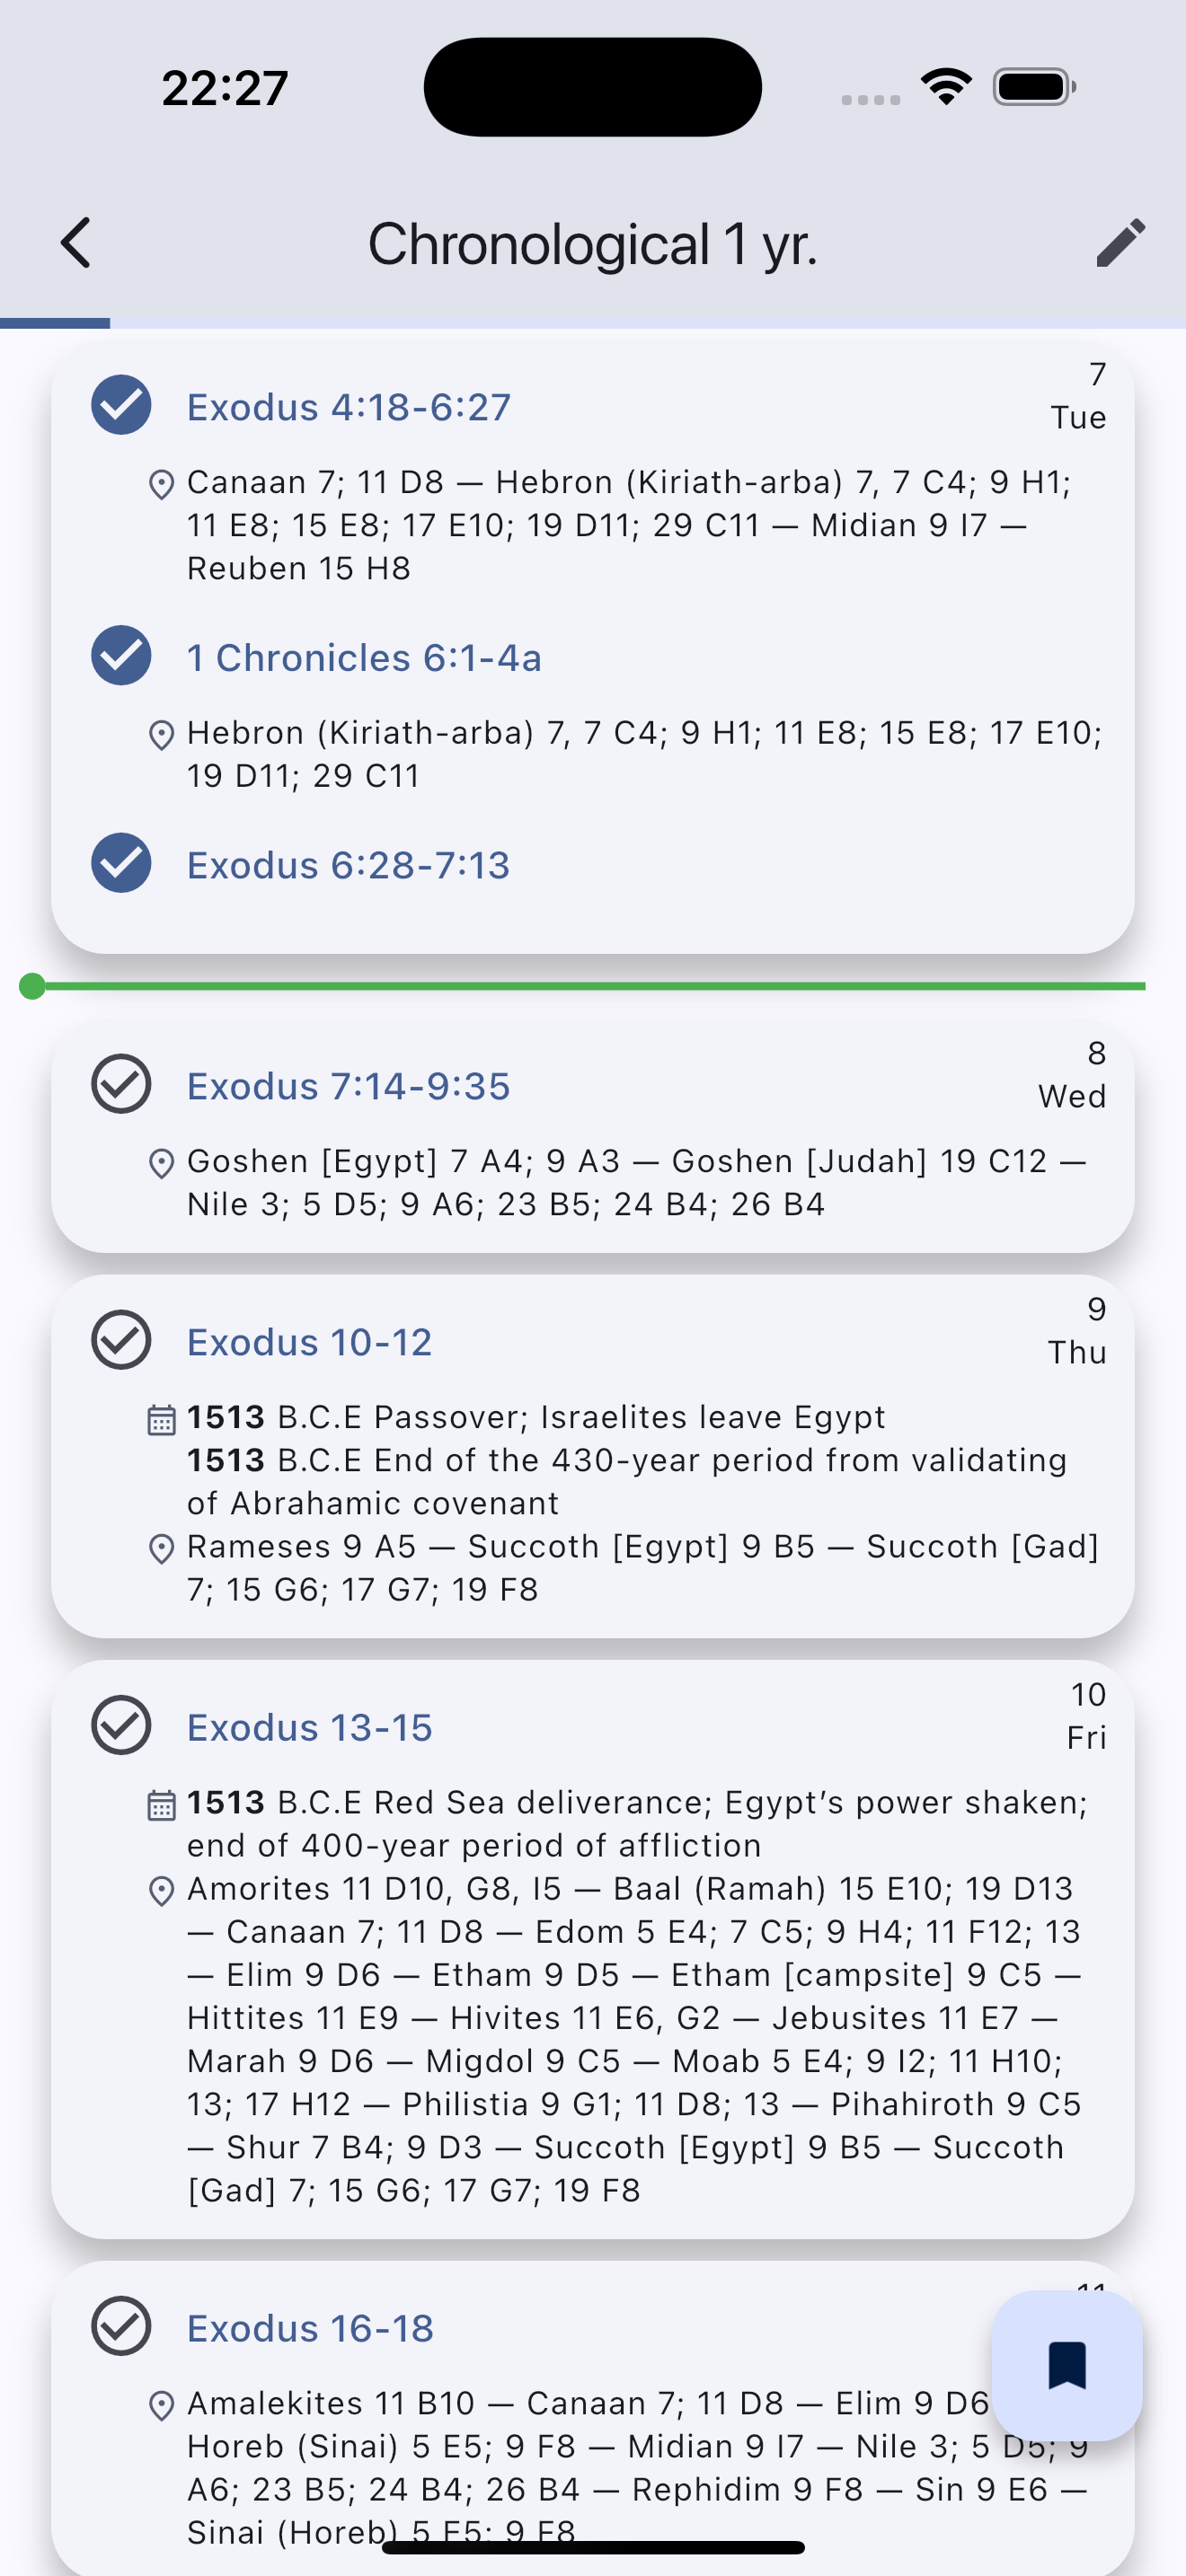 22:27
Chronological 1 yr.
7
Tue
Exodus 4:18-6:27
Canaan 7; 11 D8 — Hebron (Kiriath-arba) 7, 7 C4; 9 H1;
11 E8; 15 E8; 17 E10; 19 D11; 29 C11 — Midian 9 I7 —
Reuben 15 H8
1 Chronicles 6:1-4a
Hebron (Kiriath-arba) 7, 7 C4; 9 H1; 11 E8; 15 E8; 17 E10;
19 D11; 29 C11
Exodus 6:28-7:13
8
Wed
Exodus 7:14-9:35
Goshen [Egypt] 7 A4; 9 A3 — Goshen [Judah] 19 C12 —
Nile 3; 5 D5; 9 A6; 23 B5; 24 B4; 26 B4
9
Thu
Exodus 10-12
1513 B.C.E Passover; Israelites leave Egypt
1513 B.C.E End of the 430-year period from validating
of Abrahamic covenant
Rameses 9 A5 — Succoth [Egypt] 9 B5 — Succoth [Gad]
7; 15 G6; 17 G7; 19 F8
10
Fri
Exodus 13-15
1513 B.C.E Red Sea deliverance; Egypt’s power shaken;
end of 400-year period of affliction
Amorites 11 D10, G8, I5 — Baal (Ramah) 15 E10; 19 D13
— Canaan 7; 11 D8 — Edom 5 E4; 7 C5; 9 H4; 11 F12; 13
— Elim 9 D6 — Etham 9 D5 — Etham [campsite] 9 C5 —
Hittites 11 E9 — Hivites 11 E6, G2 — Jebusites 11 E7 —
Marah 9 D6 — Migdol 9 C5 — Moab 5 E4; 9 I2; 11 H10;
13; 17 H12 — Philistia 9 G1; 11 D8; 13 — Pihahiroth 9 C5
— Shur 7 B4; 9 D3 — Succoth [Egypt] 9 B5 — Succoth
[Gad] 7; 15 G6; 17 G7; 19 F8
11
Exodus 16-18
Amalekites 11 B10 — Canaan 7; 11 D8 — Elim 9 D6
Horeb (Sinai) 5 E5; 9 F8 — Midian 9 I7 — Nile 3; 5 D5; 9
A6; 23 B5; 24 B4; 26 B4 — Rephidim 9 F8 — Sin 9 E6 —
Sinai (Horeb) 5 E5; 9 F8